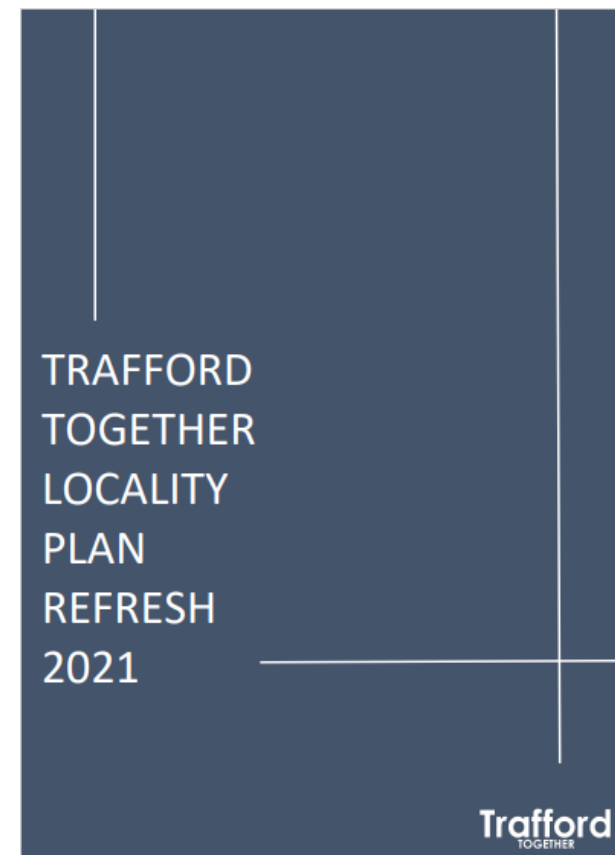 TRAFFORD
TOGETHER
LOCALITY
PLAN
REFRESH
2021
Trafford
TOGETHER